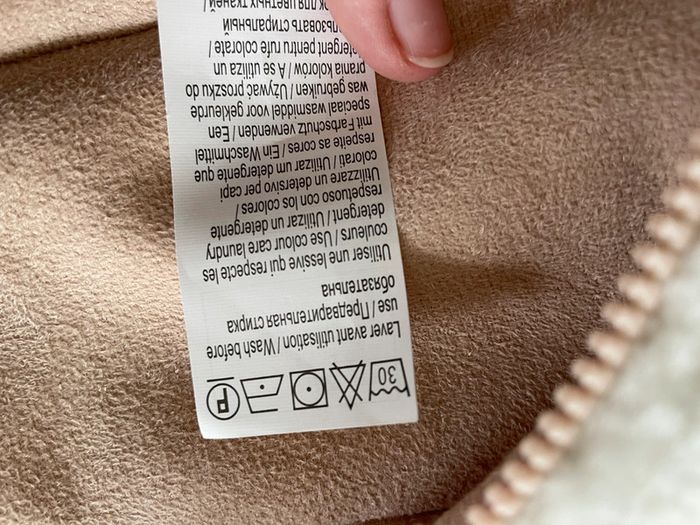 30 P
Laver avant utilisation / Wash before
use / Предварительная стирка
обязательна
Utiliser une lessive qui respecte les
couleurs / Use colour care laundry
detergent / Utilizar un detergente
respetuoso con los colores /
Utilizzare un detersivo per capi
colorati / Utilizar um detergente que
respeite as cores / Ein Waschmittel
mit Farbschutz verwenden / Een
speciaal wasmiddel voor gekleurde
was gebruiken / Używać proszku do
prania kolorów / A se utiliza un
detergent pentru rufe colorate /
стиральный
для цветных тканей /